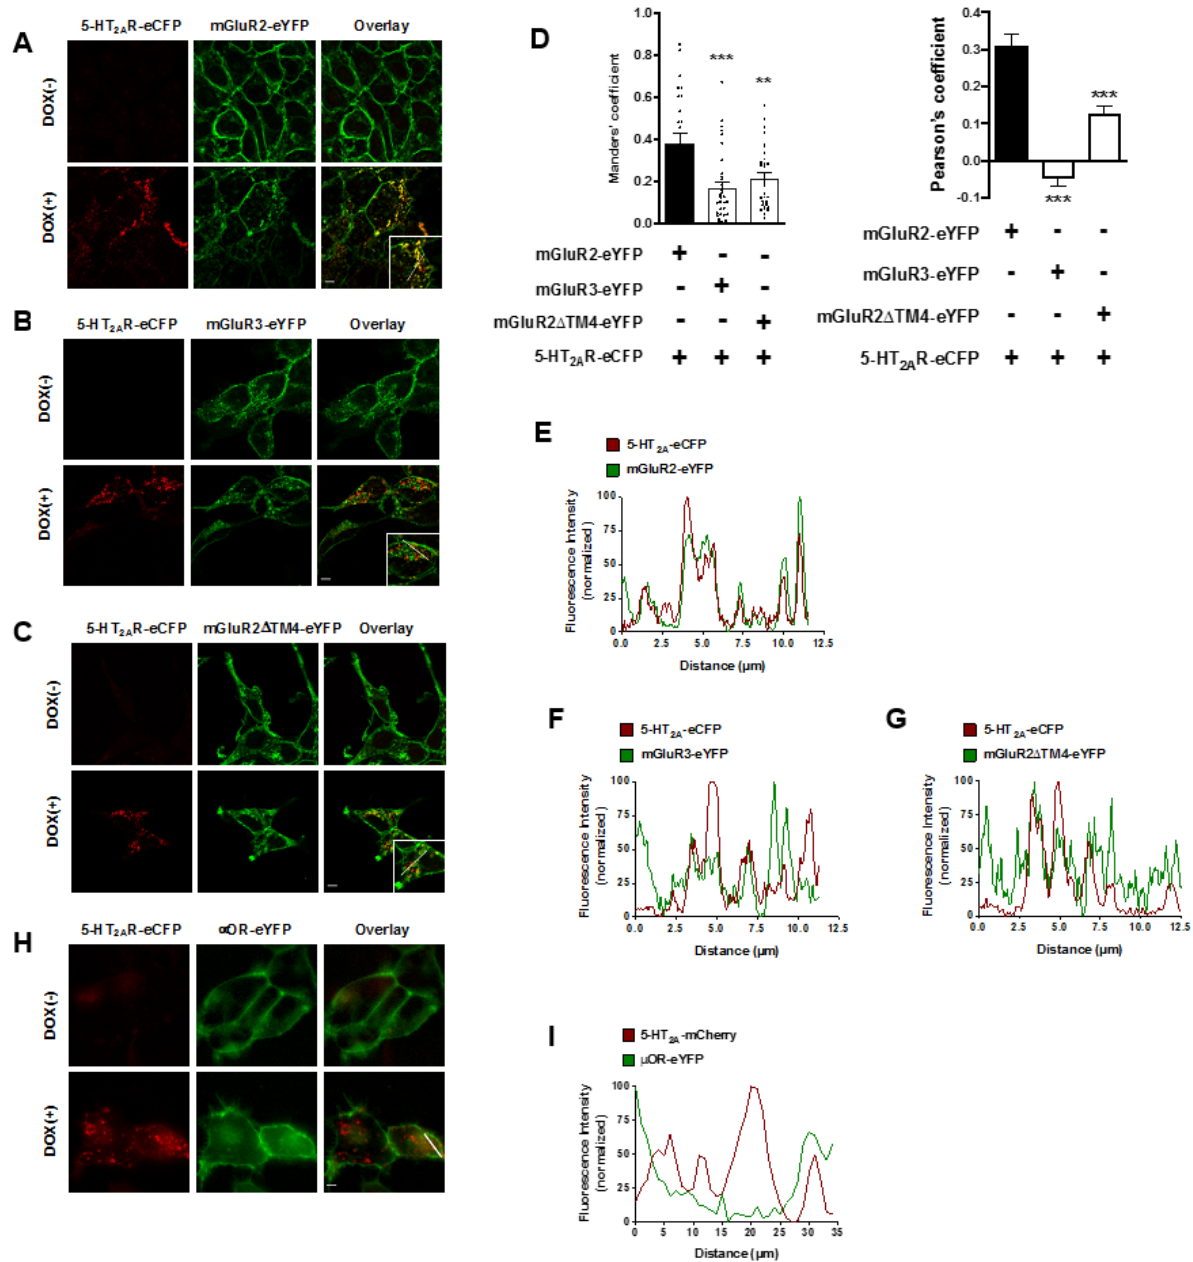 A
5-HT2AR-eCFP mGluR2-eYFP Overlay
DOX(-)
DOX(+)
B
5-HT2AR-eCFP mGluR3-eYFP Overlay
DOX(-)
DOX(+)
C
5-HT2AR-eCFP mGluR2ΔTM4-eYFP Overlay
DOX(-)
DOX(+)
H
5-HT2AR-eCFP αOR-eYFP Overlay
DOX(-)
DOX(+)
D
Manders' coefficient
1.0
0.8
0.6
0.4
0.2
0.0
*** **
mGluR2-eYFP + - -
mGluR3-eYFP - + -
mGluR2ΔTM4-eYFP - - +
5-HT2AR-eCFP + + +
Pearson's coefficient
0.4
0.3
0.2
0.1
0.0
-0.1
***
***
mGluR2-eYFP + - -
mGluR3-eYFP - + -
mGluR2ΔTM4-eYFP - - +
5-HT2AR-eCFP + + +
E
5-HT2A-eCFP
mGluR2-eYFP
Fluorescence Intensity
(normalized)
100
75
50
25
0
0.0 2.5 5.0 7.5 10.0 12.5
Distance (µm)
F
5-HT2A-eCFP
mGluR3-eYFP
Fluorescence Intensity
(normalized)
100
75
50
25
0
0.0 2.5 5.0 7.5 10.0 12.5
Distance (µm)
G
5-HT2A-eCFP
mGluR2ΔTM4-eYFP
Fluorescence Intensity
(normalized)
100
75
50
25
0
0.0 2.5 5.0 7.5 10.0 12.5
Distance (µm)
I
5-HT2A-mCherry
µOR-eYFP
Fluorescence Intensity
(normalized)
100
75
50
25
0
0 5 10 15 20 25 30 35
Distance (µm)